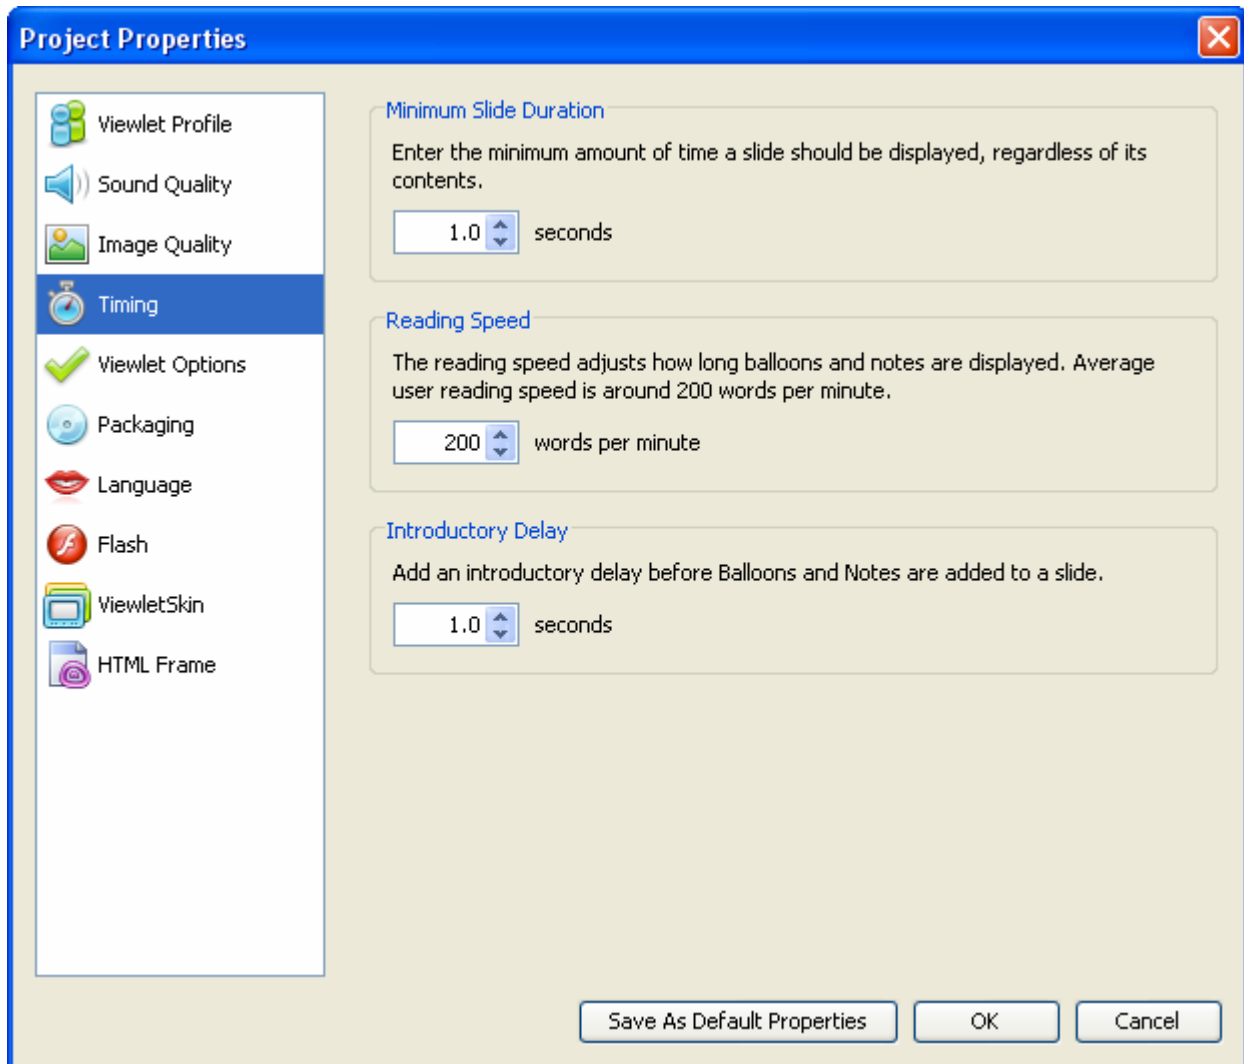 Project Properties
Viewlet Profile
Sound Quality
Image Quality
Timing
Viewlet Options
Packaging
Language
Flash
ViewletSkin
HTML Frame
Minimum Slide Duration
Enter the minimum amount of time a slide should be displayed, regardless of its
contents.
1.0 seconds
Reading Speed
The reading speed adjusts how long balloons and notes are displayed. Average
user reading speed is around 200 words per minute.
200 words per minute
Introductory Delay
Add an introductory delay before Balloons and Notes are added to a slide.
1.0 seconds
Save As Default Properties OK Cancel